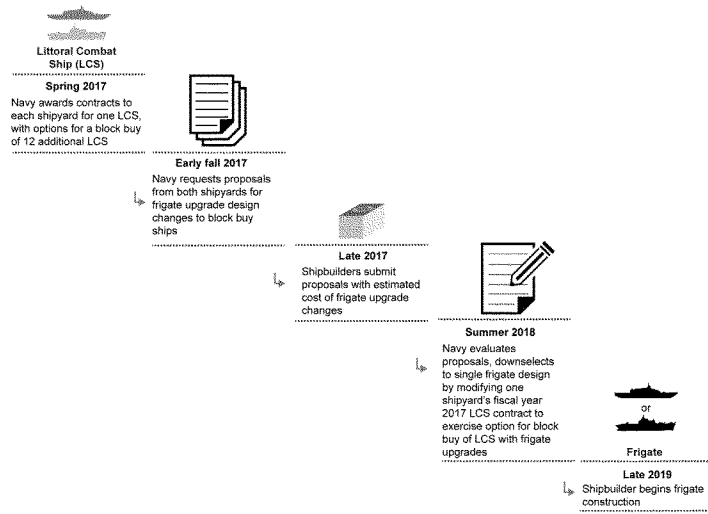 Littoral Combat
Ship (LCS)
Spring 2017
Navy awards contracts to
each shipyard for one LCS,
with options for a block buy
of 12 additional LCS
Early fall 2017
Navy requests proposals
from both shipyards for
frigate upgrade design
changes to block buy
ships
Late 2017
Shipbuilders submit
proposals with estimated
cost of frigate upgrade
changes
Summer 2018
Navy evaluates
proposals, downselects
to single frigate design
by modifying one
shipyard's fiscal year
2017 LCS contract to
exercise option for block
buy of LCS with frigate
upgrades
or
Frigate
Late 2019
Shipbuilder begins frigate
construction